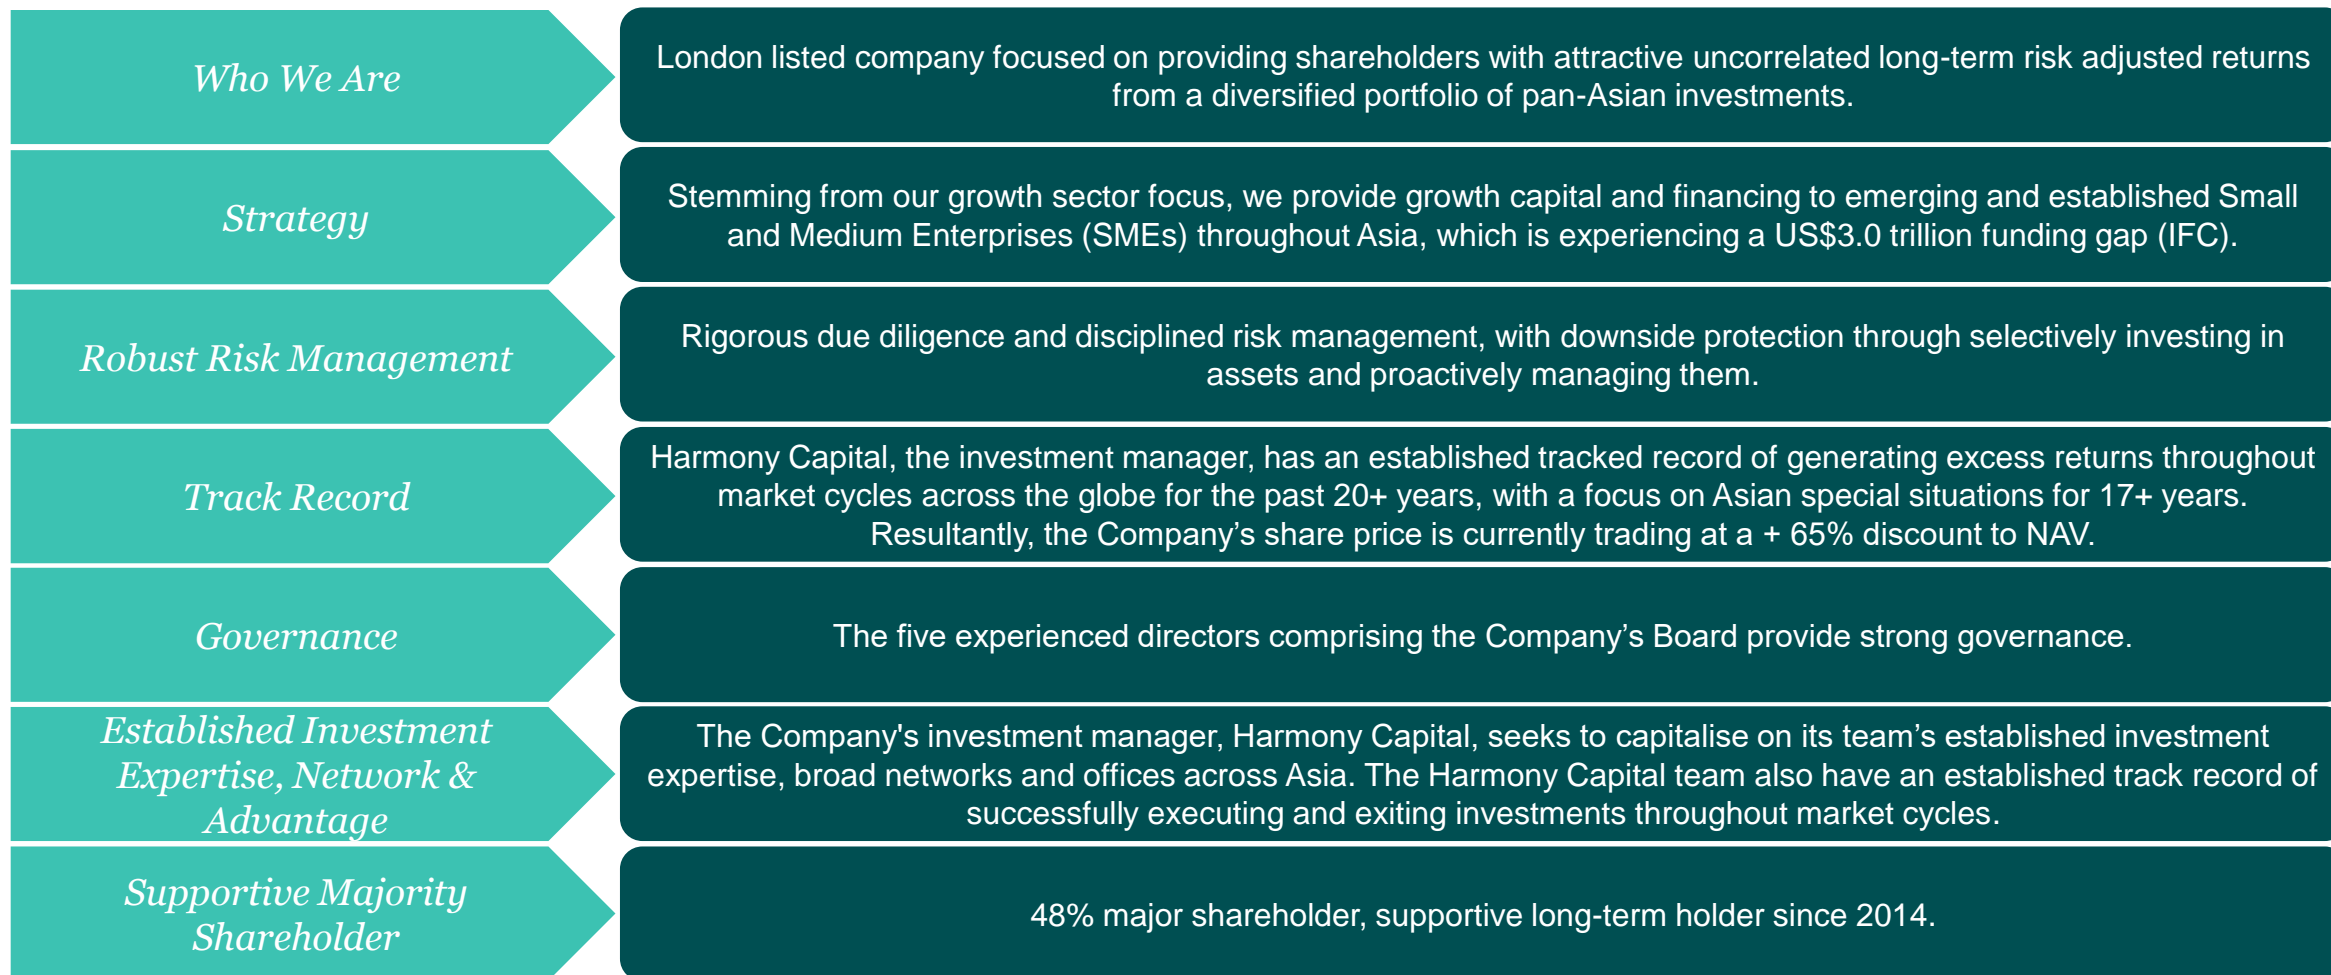 Who We Are
London listed company focused on providing shareholders with attractive uncorrelated long-term risk adjusted returns
from a diversified portfolio of pan-Asian investments.
Strategy
Stemming from our growth sector focus, we provide growth capital and financing to emerging and established Small
and Medium Enterprises (SMEs) throughout Asia, which is experiencing a US$3.0 trillion funding gap (IFC).
Robust Risk Management
Rigorous due diligence and disciplined risk management, with downside protection through selectively investing in
assets and proactively managing them.
Track Record
Harmony Capital, the investment manager, has an established tracked record of generating excess returns throughout
market cycles across the globe for the past 20+ years, with a focus on Asian special situations for 17+ years.
Resultantly, the Company’s share price is currently trading at a + 65% discount to NAV.
Governance
The five experienced directors comprising the Company’s Board provide strong governance.
Established Investment
Expertise, Network &
Advantage
The Company's investment manager, Harmony Capital, seeks to capitalise on its team’s established investment
expertise, broad networks and offices across Asia. The Harmony Capital team also have an established track record of
successfully executing and exiting investments throughout market cycles.
Supportive Majority
Shareholder
48% major shareholder, supportive long-term holder since 2014.